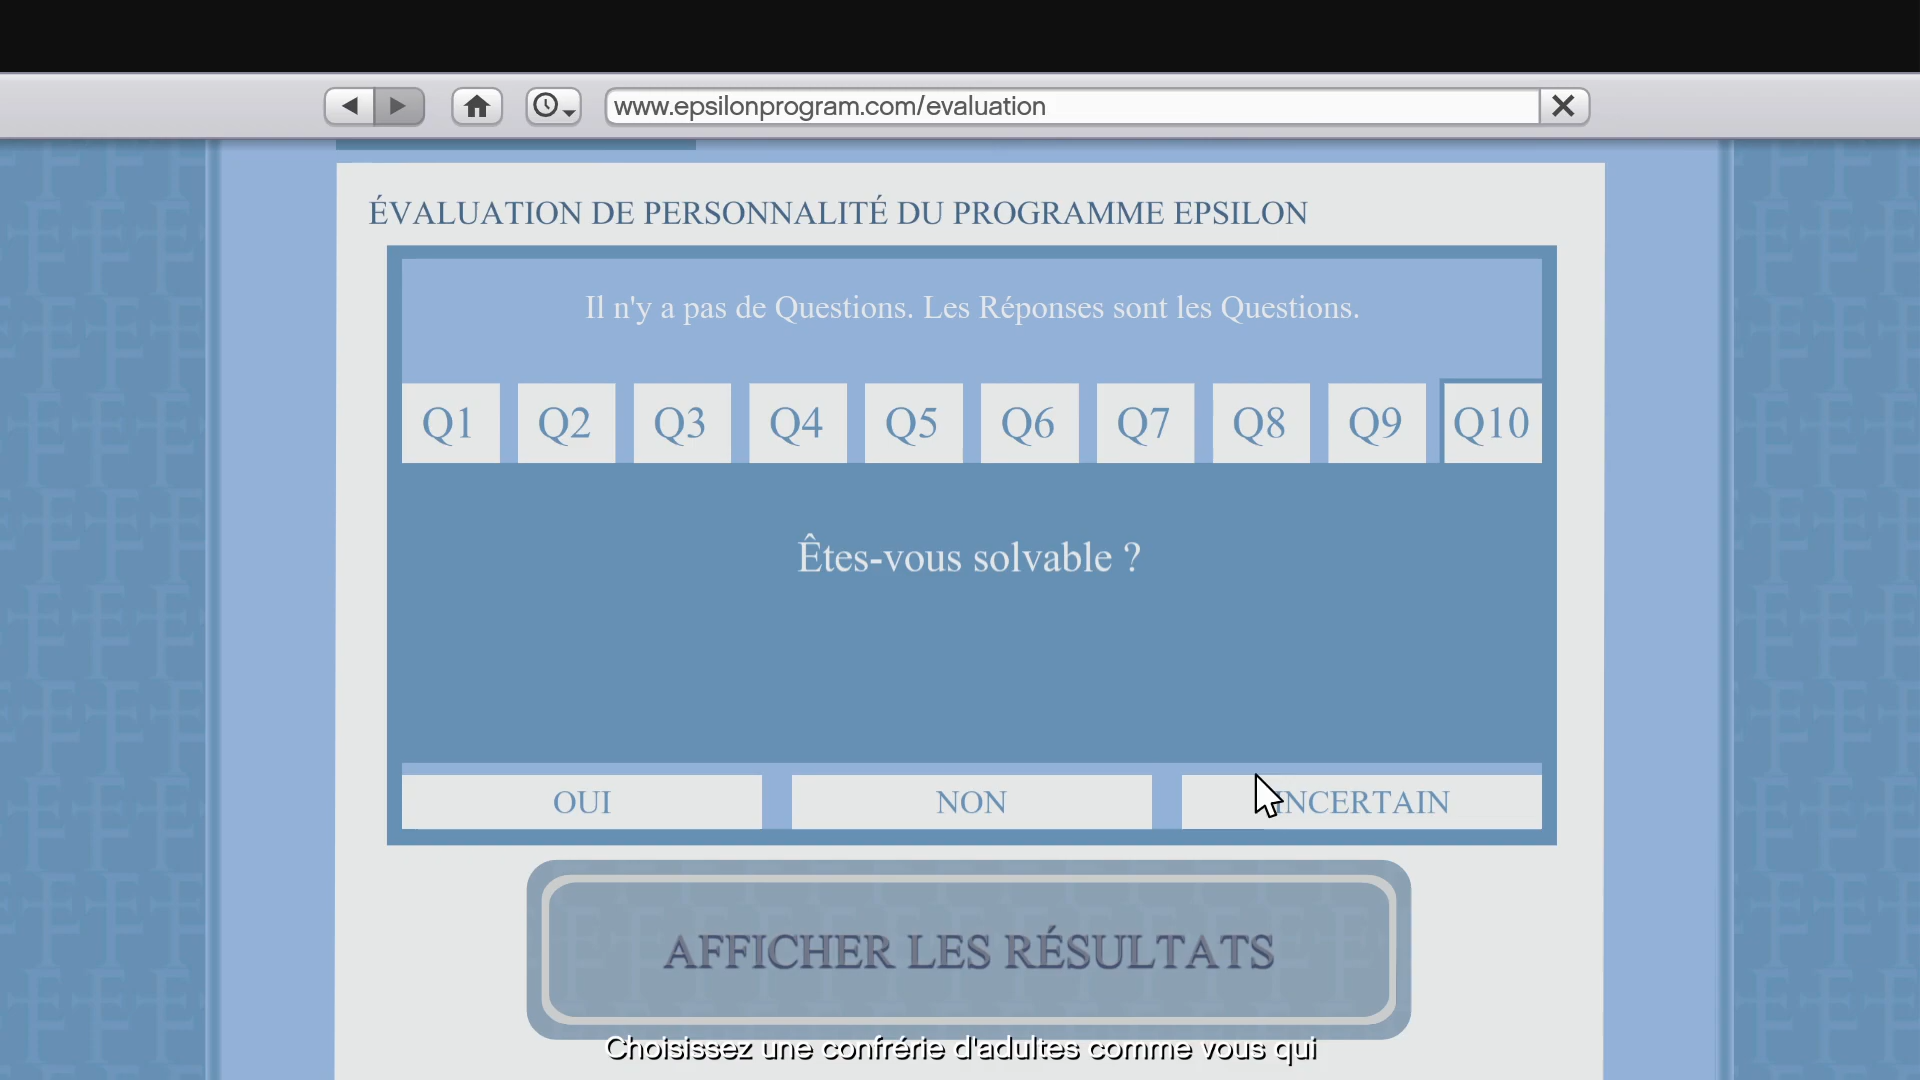 www.epsilonprogram.com/evaluation
ÉVALUATION DE PERSONNALITÉ DU PROGRAMME EPSILON
Il n'y a pas de Questions. Les Réponses sont les Questions.
Q1 Q2 Q3 Q4 Q5 Q6 Q7 Q8 Q9 Q10
Êtes-vous solvable ?
OUI NON INCERTAIN
AFFICHER LES RÉSULTATS
Choisissez une confrérie d'adultes comme vous qui